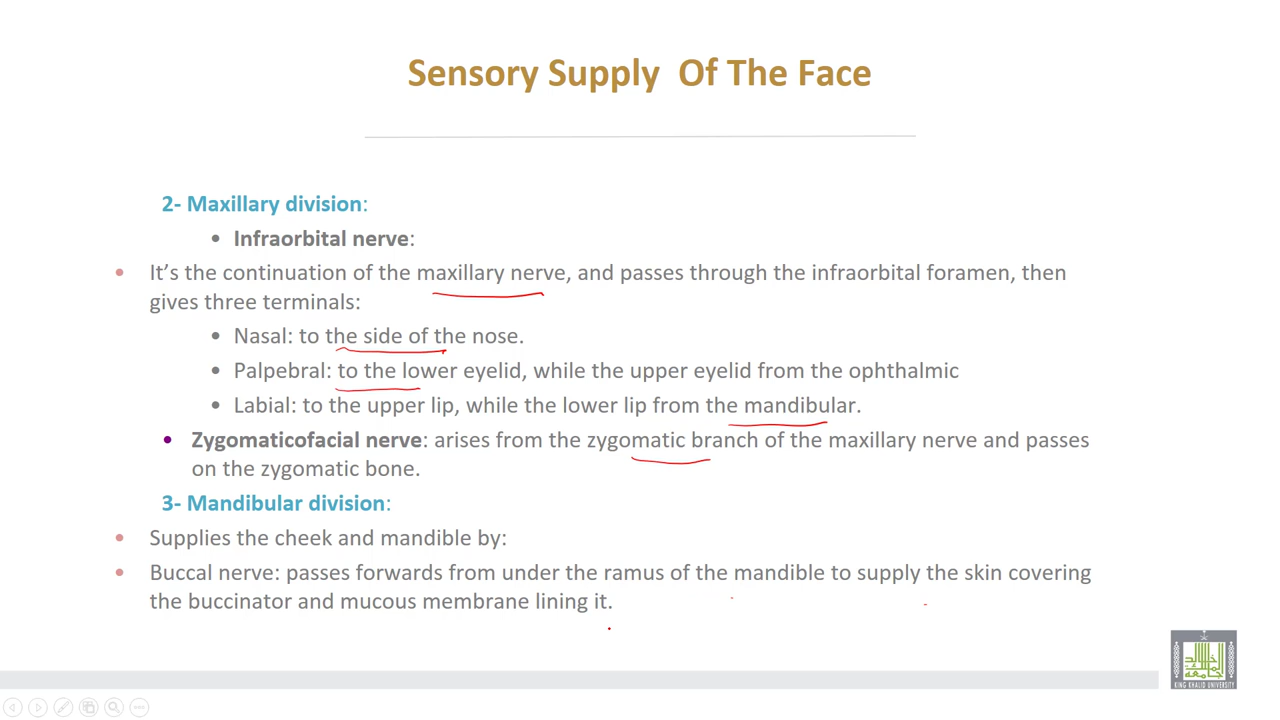 Sensory Supply Of The Face
2- Maxillary division:
• Infraorbital nerve:
• It’s the continuation of the maxillary nerve, and passes through the infraorbital foramen, then
gives three terminals:
• Nasal: to the side of the nose.
• Palpebral: to the lower eyelid, while the upper eyelid from the ophthalmic
• Labial: to the upper lip, while the lower lip from the mandibular.
• Zygomaticofacial nerve: arises from the zygomatic branch of the maxillary nerve and passes
on the zygomatic bone.
3- Mandibular division:
• Supplies the cheek and mandible by:
• Buccal nerve: passes forwards from under the ramus of the mandible to supply the skin covering
the buccinator and mucous membrane lining it.
KING KHALID UNIVERSITY